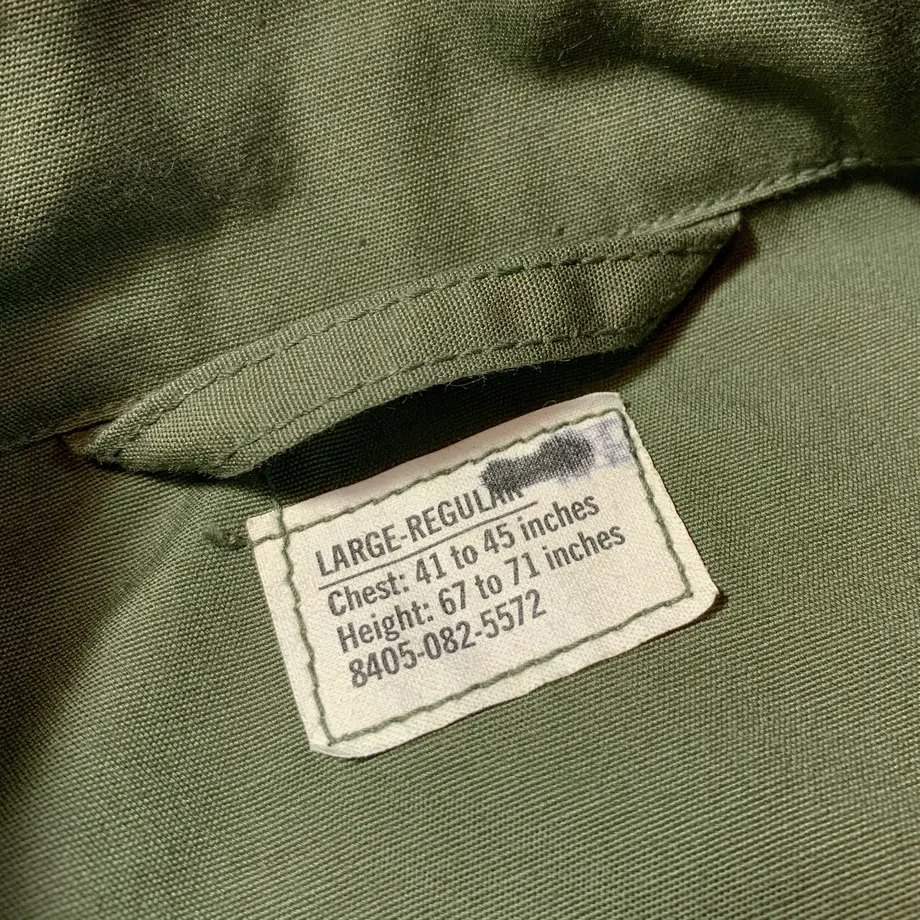 LARGE-REGULAR
Chest: 41 to 45 inches
Height: 67 to 71 inches
8405-082-5572